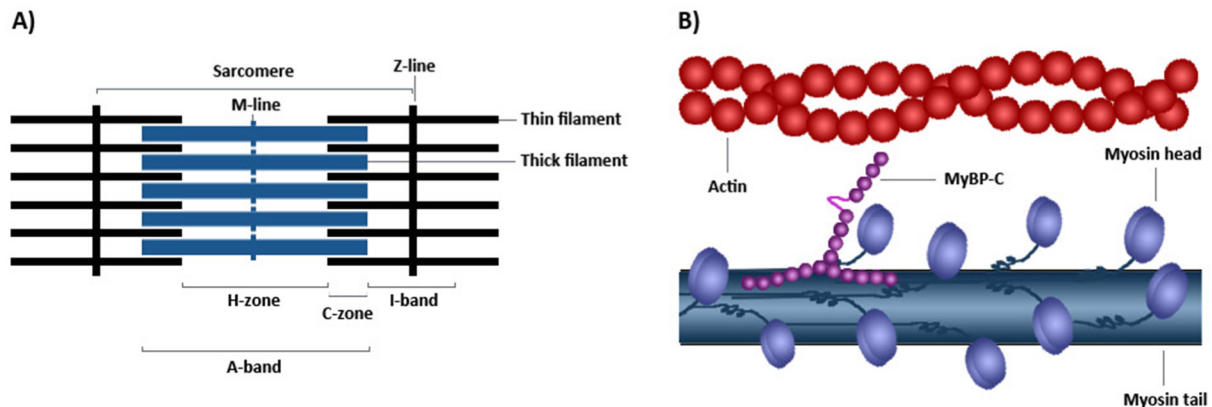 A)
Sarcomere
Z-line
M-line
Thin filament
Thick filament
H-zone
C-zone
I-band
A-band
B)
Actin
MyBP-C
Myosin head
Myosin tail